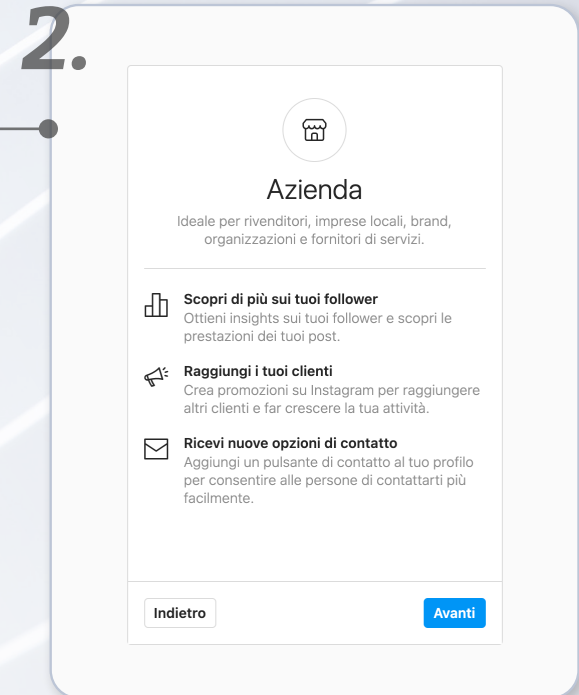 2.
Azienda
Ideale per rivenditori, imprese locali, brand,
organizzazioni e fornitori di servizi.
Scopri di più sui tuoi follower
Ottieni insights sui tuoi follower e scopri le
prestazioni dei tuoi post.
Raggiungi i tuoi clienti
Crea promozioni su Instagram per raggiungere
altri clienti e far crescere la tua attività.
Ricevi nuove opzioni di contatto
Aggiungi un pulsante di contatto al tuo profilo
per consentire alle persone di contattarti più
facilmente.
Indietro
Avanti